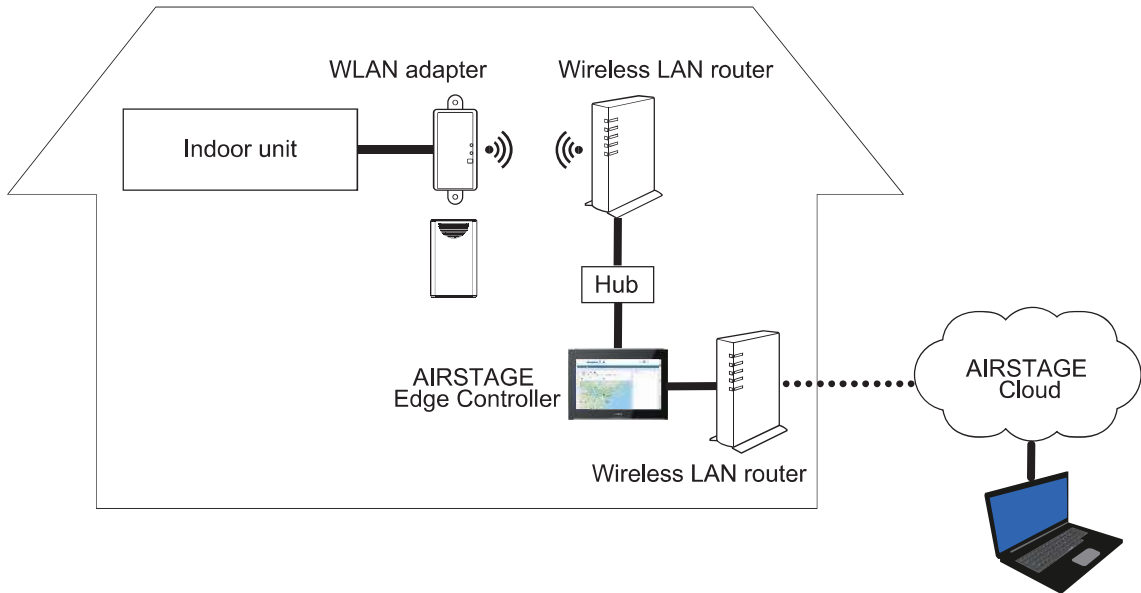 WLAN adapter
Wireless LAN router
Indoor unit
Hub
AIRSTAGE
Edge Controller
AIRSTAGE
Cloud
Wireless LAN router